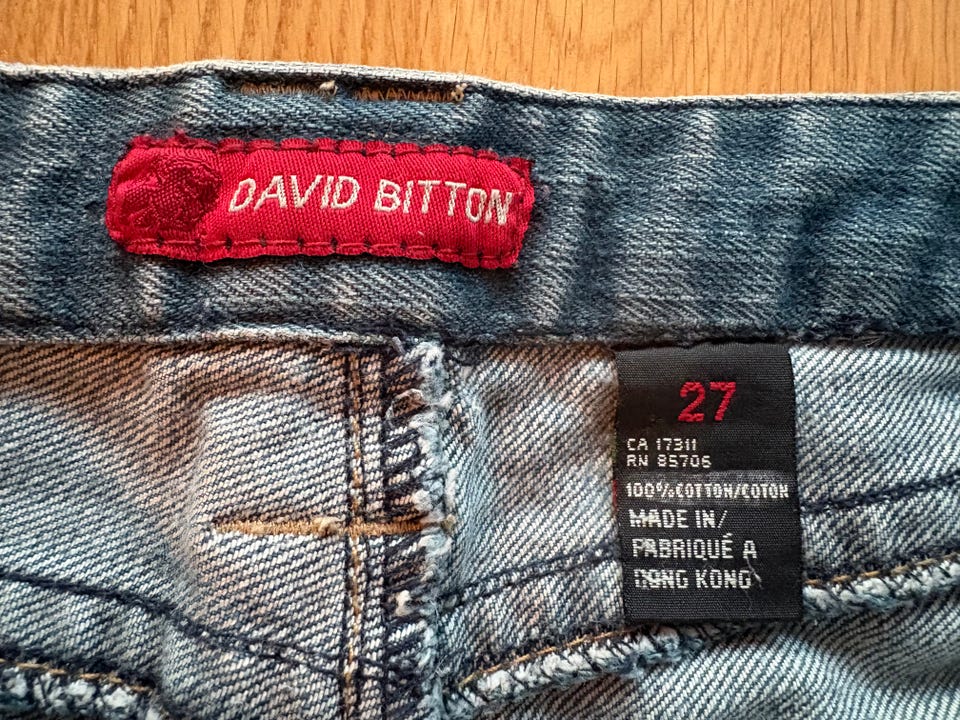 DAVID BITTON
27
CA 17311
RN 85706
100% COTTON/COTON
MADE IN/
FABRIQUÉ A
HONG KONG